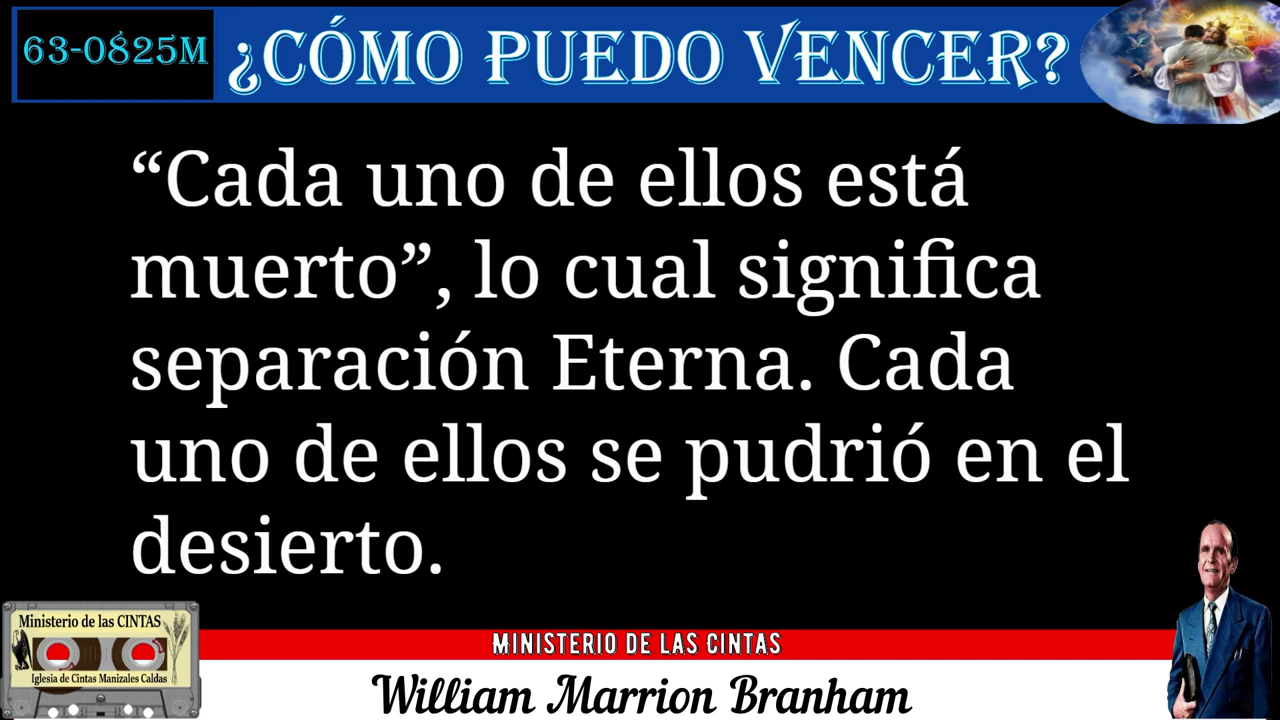 63-0825M
¿CÓMO PUEDO VENCER?
“Cada uno de ellos está
muerto”, lo cual significa
separación Eterna. Cada
uno de ellos se pudrió en el
desierto.
Ministerio de las CINTAS
Iglesia de Cintas Manizales Caldas
MINISTERIO DE LAS CINTAS
William Marrion Branham